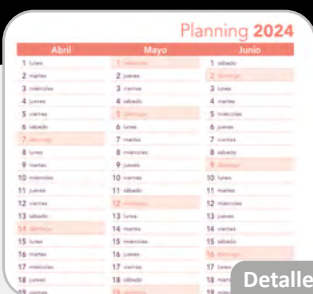 Planning 2024
Abril Mayo Junio
1 lunes 1 miércoles 1 sábado
2 martes 2 jueves 2 domingo
3 miércoles 3 viernes 3 lunes
4 jueves 4 sábado 4 martes
5 viernes 5 domingo 5 miércoles
6 sábado 6 lunes 6 jueves
7 domingo 7 martes 7 viernes
8 lunes 8 miércoles 8 sábado
9 martes 9 jueves 9 domingo
10 miércoles 10 viernes 10 lunes
11 jueves 11 sábado 11 martes
12 viernes 12 domingo 12 miércoles
13 sábado 13 lunes 13 jueves
14 domingo 14 martes 14 viernes
15 lunes 15 miércoles 15 sábado
16 martes 16 jueves 16 domingo
17 miércoles 17 viernes 17 lunes
18 jueves 18 sábado 18
19 viernes 19 domingo
Detalle